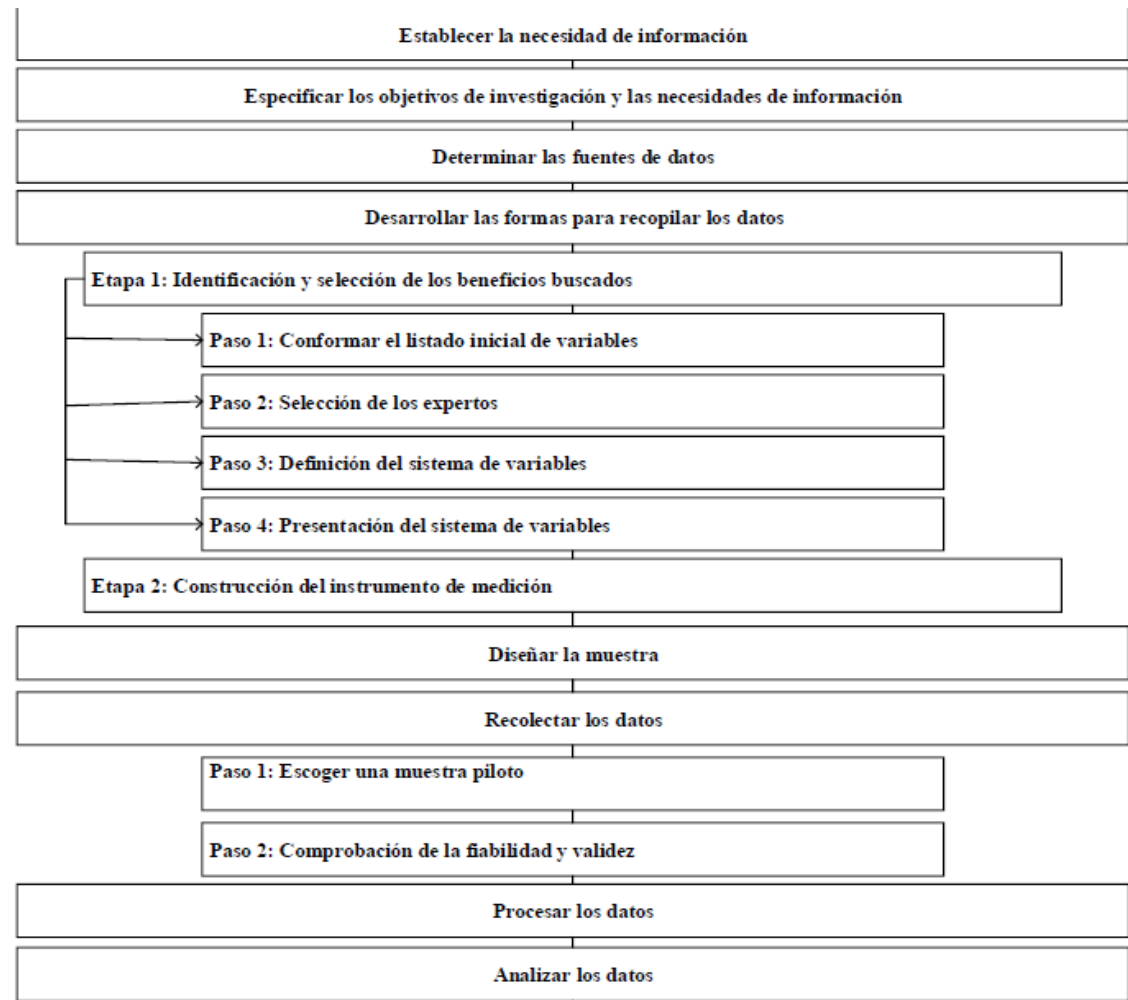 Establecer la necesidad de información
Especificar los objetivos de investigación y las necesidades de información
Determinar las fuentes de datos
Desarrollar las formas para recopilar los datos
Etapa 1: Identificación y selección de los beneficios buscados
Paso 1: Conformar el listado inicial de variables
Paso 2: Selección de los expertos
Paso 3: Definición del sistema de variables
Paso 4: Presentación del sistema de variables
Etapa 2: Construcción del instrumento de medición
Diseñar la muestra
Recolectar los datos
Paso 1: Escoger una muestra piloto
Paso 2: Comprobación de la fiabilidad y validez
Procesar los datos
Analizar los datos